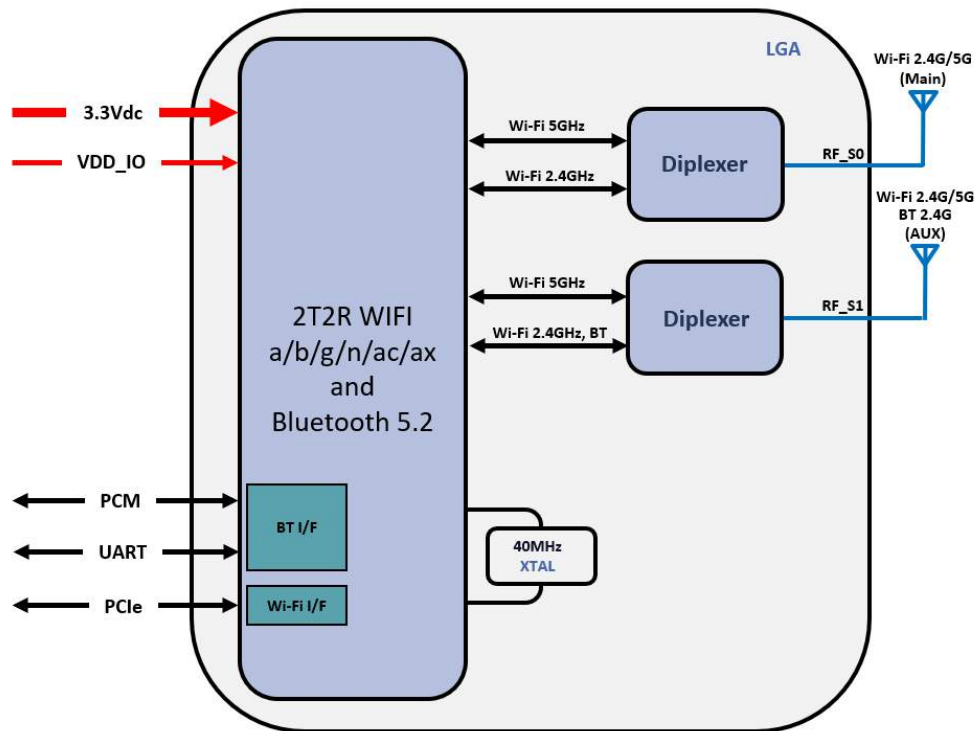 LGA
Wi-Fi 2.4G/5G
(Main)
3.3Vdc
VDD_IO
Wi-Fi 5GHz
Wi-Fi 2.4GHz
Diplexer
RF_S0
Wi-Fi 2.4G/5G
BT 2.4G
(AUX)
Wi-Fi 5GHz
Wi-Fi 2.4GHz, BT
Diplexer
RF_S1
2T2R WIFI
a/b/g/n/ac/ax
and
Bluetooth 5.2
PCM
UART
PCIe
BT I/F
Wi-Fi I/F
40MHz
XTAL